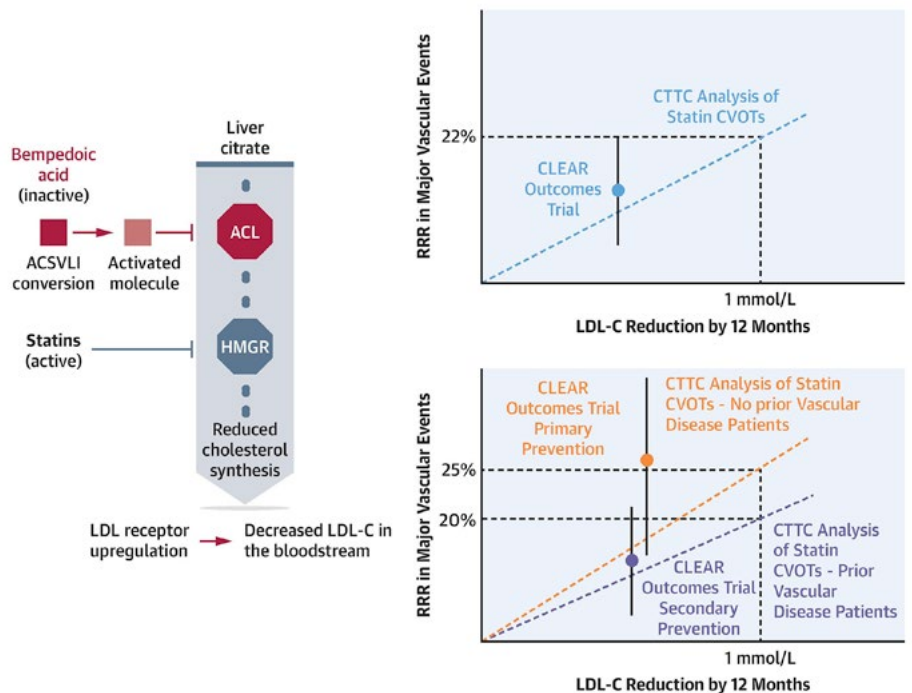 Liver
citrate
Bempedoic
acid
(inactive)
ACL
ACSVLI
conversion
Activated
molecule
Statins
(active)
HMGR
Reduced
cholesterol
synthesis
LDL receptor
upregulation
Decreased LDL-C in
the bloodstream
RRR in Major Vascular Events
22%
CTTC Analysis of
Statin CVOTs
CLEAR
Outcomes
Trial
1 mmol/L
LDL-C Reduction by 12 Months
RRR in Major Vascular Events
25%
20%
CLEAR
Outcomes Trial
Primary
Prevention
CTTC Analysis of Statin
CVOTs - No prior Vascular
Disease Patients
CLEAR
Outcomes Trial
Secondary
Prevention
CTTC Analysis
of Statin
CVOTs - Prior
Vascular
Disease Patients
1 mmol/L
LDL-C Reduction by 12 Months